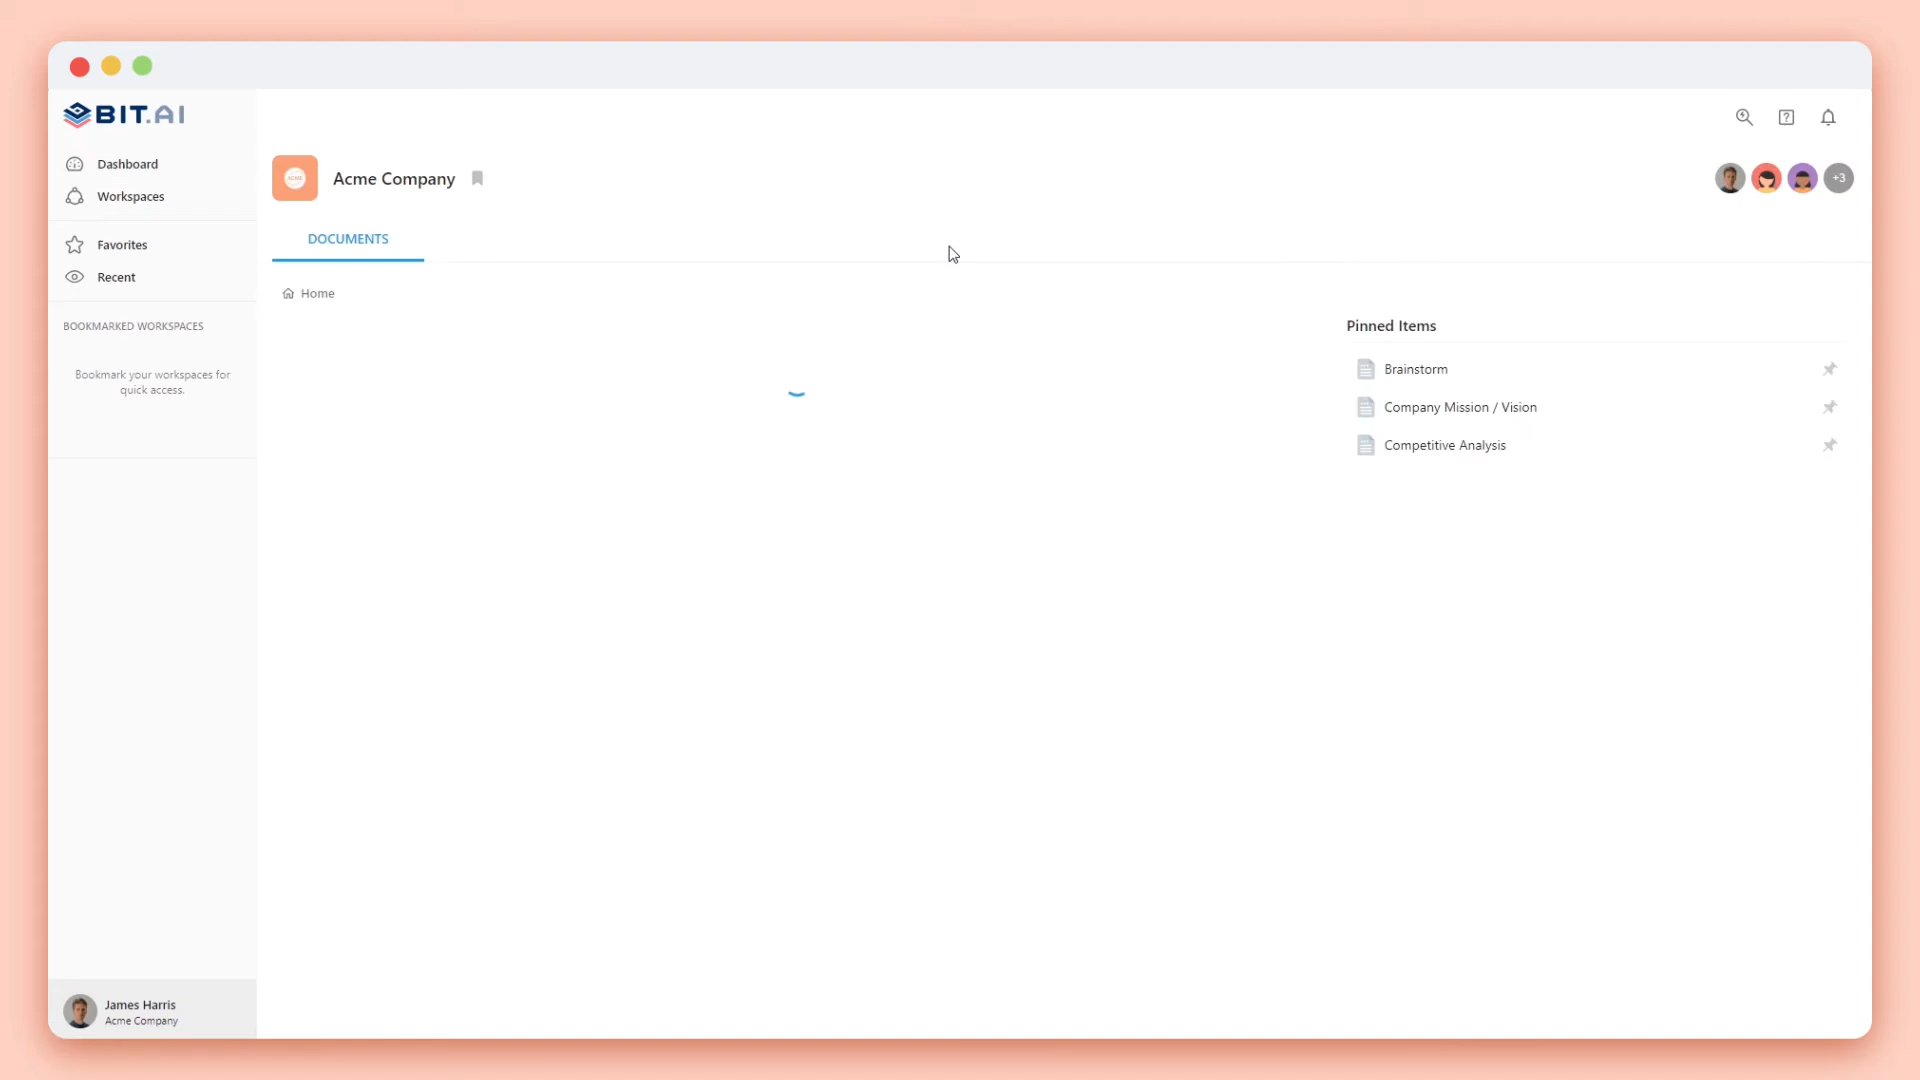 BIT.AI
Dashboard
Workspaces
Favorites
Recent
BOOKMARKED WORKSPACES
Bookmark your workspaces for
quick access.
James Harris
Acme Company
ACME
Acme Company
+3
DOCUMENTS
Home
Pinned Items
Brainstorm
Company Mission / Vision
Competitive Analysis